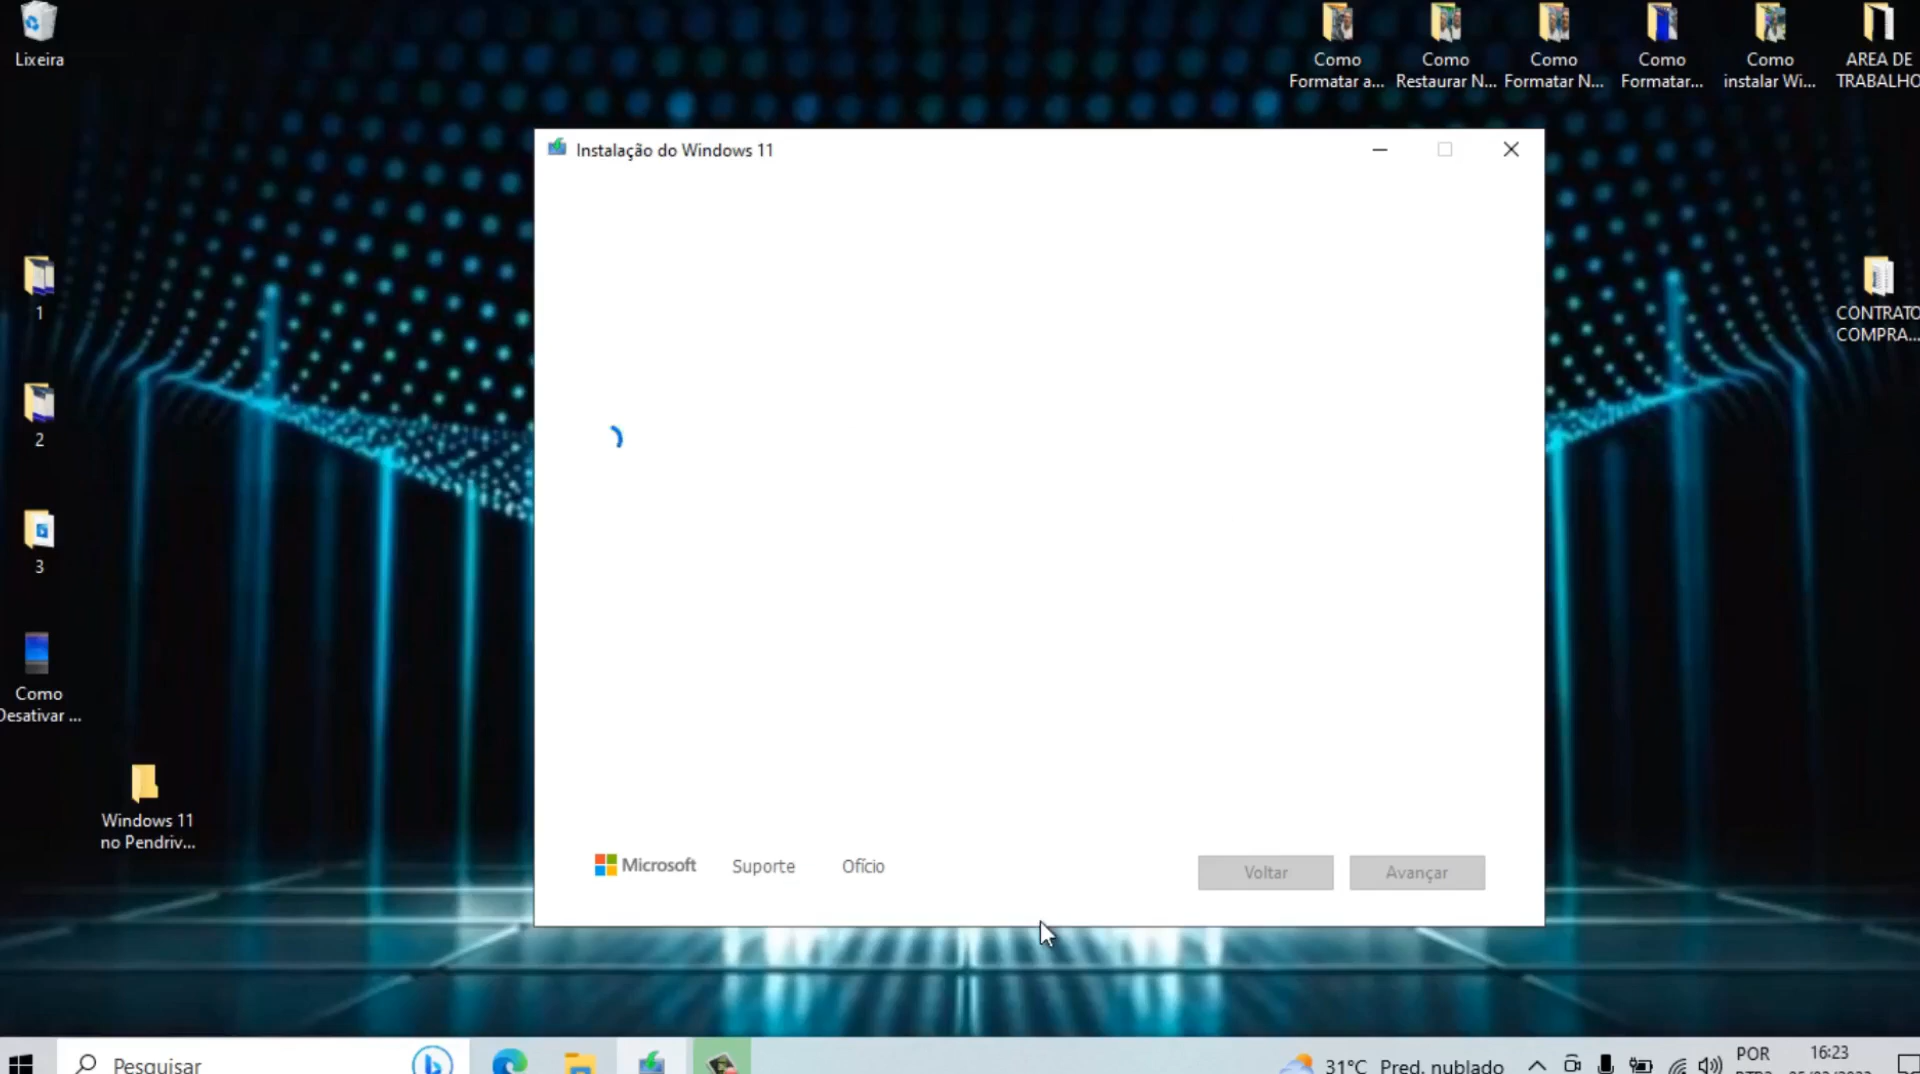 Lixeira
Como
Formatar a...
Como
Restaurar N...
Como
Formatar N...
Como
Formatar...
Como
instalar Wi...
AREA DE
TRABALHO
Instalação do Windows 11
1
CONTRATO
COMPRA...
2
3
Como
Desativar ...
Windows 11
no Pendriv...
Microsoft
Suporte
Ofício
Voltar
Avançar
Pesquisar
31°C Pred. nublado
POR
16:23